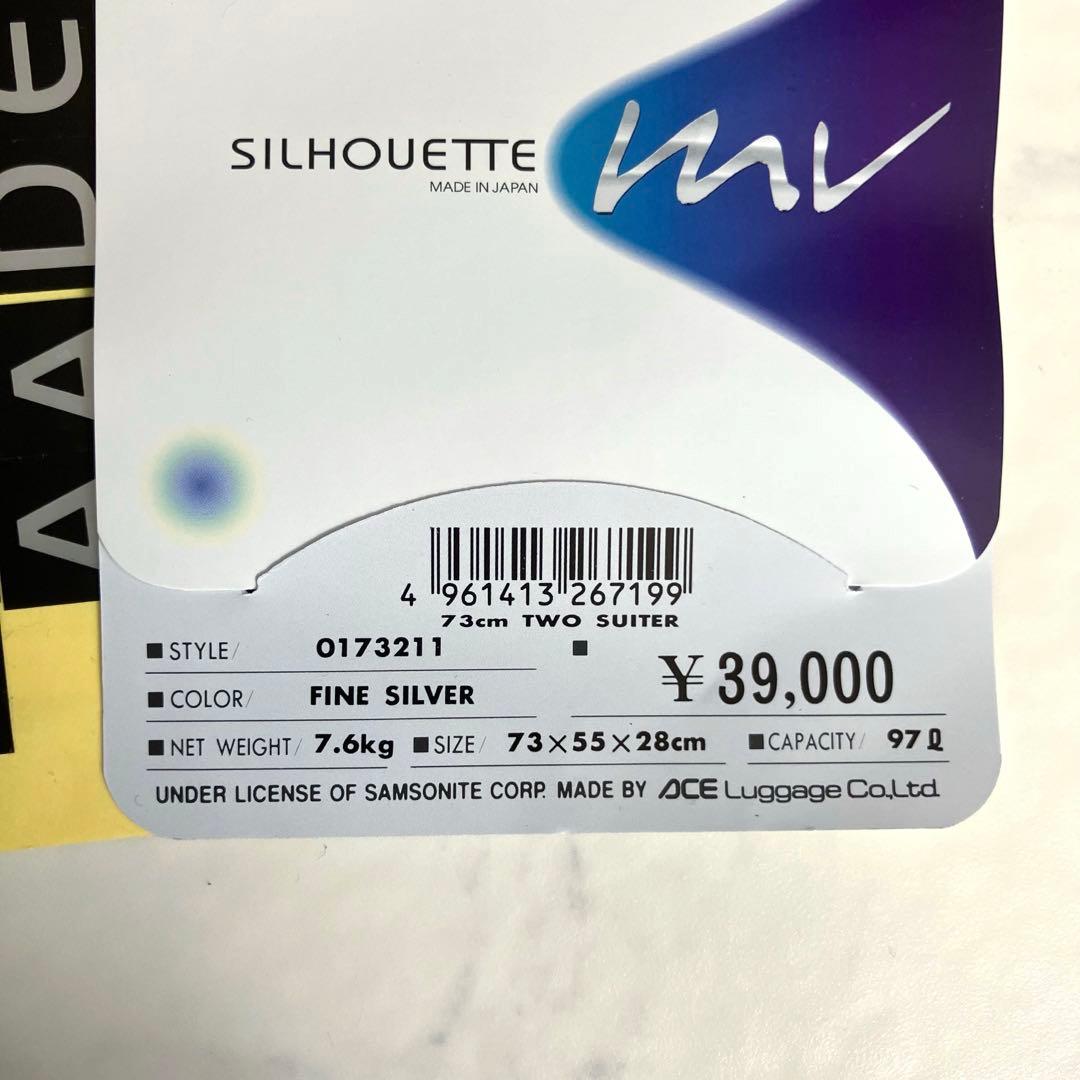 SILHOUETTE
MADE IN JAPAN
mv
4 961413 267199
73cm TWO SUITER
STYLE/ 0173211
¥39,000
COLOR/ FINE SILVER
NET WEIGHT/ 7.6kg
SIZE/ 73×55×28cm
CAPACITY/ 97ℓ
UNDER LICENSE OF SAMSONITE CORP. MADE BY ACE Luggage Co.,Ltd